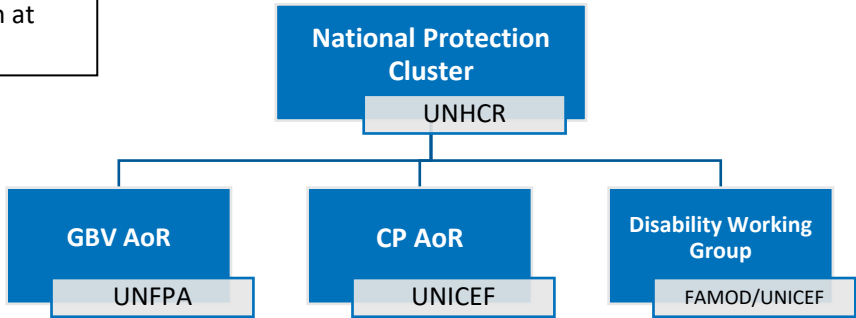 n at
National Protection
Cluster
UNHCR
GBV AoR
UNFPA
CP AoR
UNICEF
Disability Working
Group
FAMOD/UNICEF